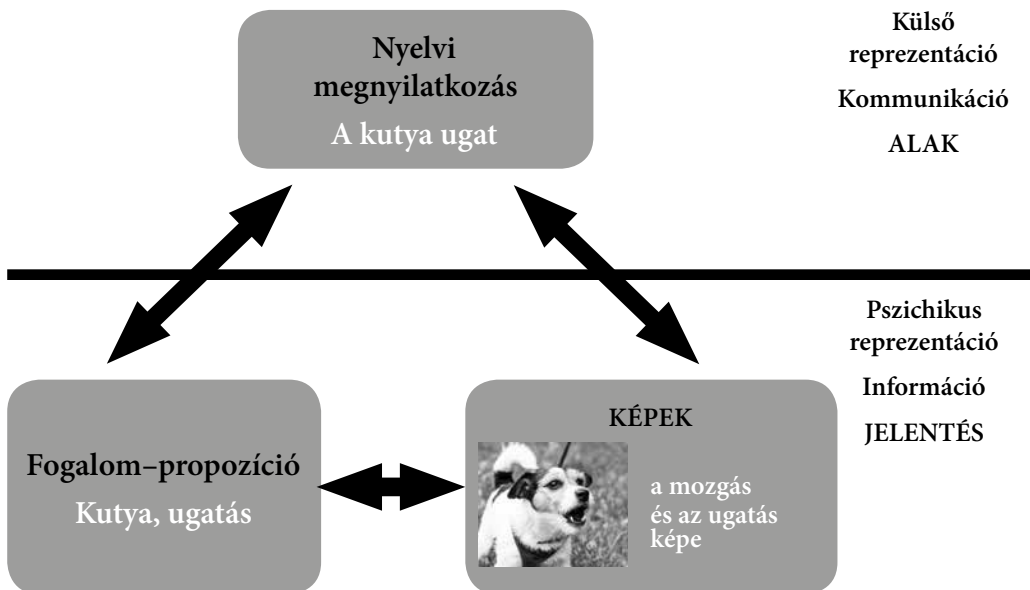 Nyelvi
megnyilatkozás
A kutya ugat
Külső
reprezentáció
Kommunikáció
ALAK
Pszichikus
reprezentáció
Információ
JELENTÉS
Fogalom–propozíció
Kutya, ugatás
KÉPEK
a mozgás
és az ugatás
képe